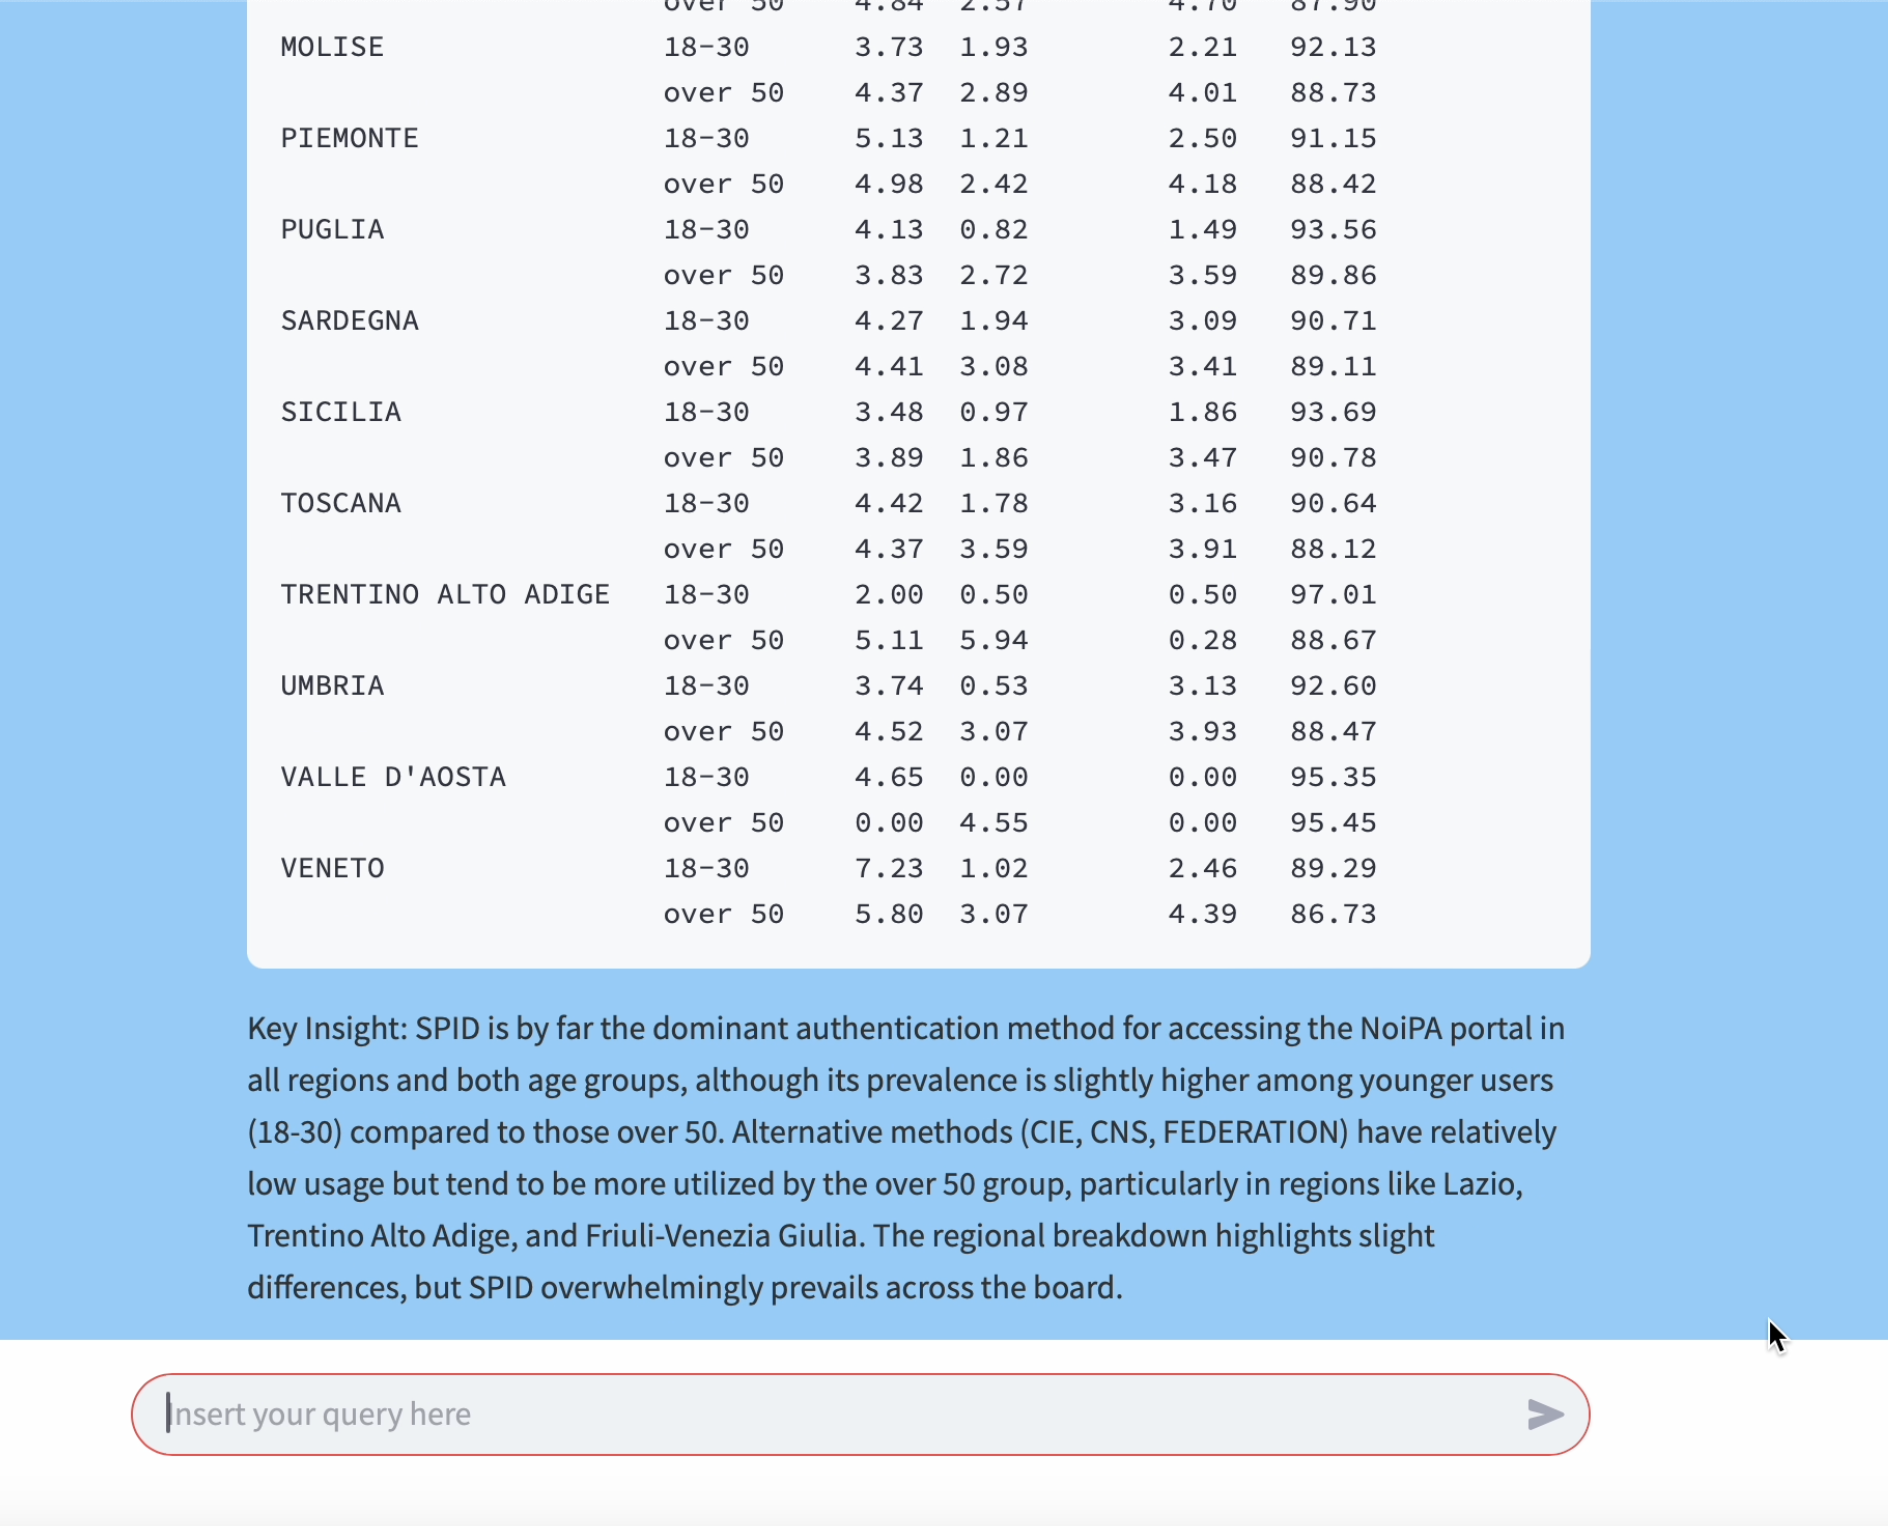 over 50 4.84 2.57 4.70 87.90
MOLISE 18-30 3.73 1.93 2.21 92.13
over 50 4.37 2.89 4.01 88.73
PIEMONTE 18-30 5.13 1.21 2.50 91.15
over 50 4.98 2.42 4.18 88.42
PUGLIA 18-30 4.13 0.82 1.49 93.56
over 50 3.83 2.72 3.59 89.86
SARDEGNA 18-30 4.27 1.94 3.09 90.71
over 50 4.41 3.08 3.41 89.11
SICILIA 18-30 3.48 0.97 1.86 93.69
over 50 3.89 1.86 3.47 90.78
TOSCANA 18-30 4.42 1.78 3.16 90.64
over 50 4.37 3.59 3.91 88.12
TRENTINO ALTO ADIGE 18-30 2.00 0.50 0.50 97.01
over 50 5.11 5.94 0.28 88.67
UMBRIA 18-30 3.74 0.53 3.13 92.60
over 50 4.52 3.07 3.93 88.47
VALLE D'AOSTA 18-30 4.65 0.00 0.00 95.35
over 50 0.00 4.55 0.00 95.45
VENETO 18-30 7.23 1.02 2.46 89.29
over 50 5.80 3.07 4.39 86.73
Key Insight: SPID is by far the dominant authentication method for accessing the NoiPA portal in
all regions and both age groups, although its prevalence is slightly higher among younger users
(18-30) compared to those over 50. Alternative methods (CIE, CNS, FEDERATION) have relatively
low usage but tend to be more utilized by the over 50 group, particularly in regions like Lazio,
Trentino Alto Adige, and Friuli-Venezia Giulia. The regional breakdown highlights slight
differences, but SPID overwhelmingly prevails across the board.
Insert your query here